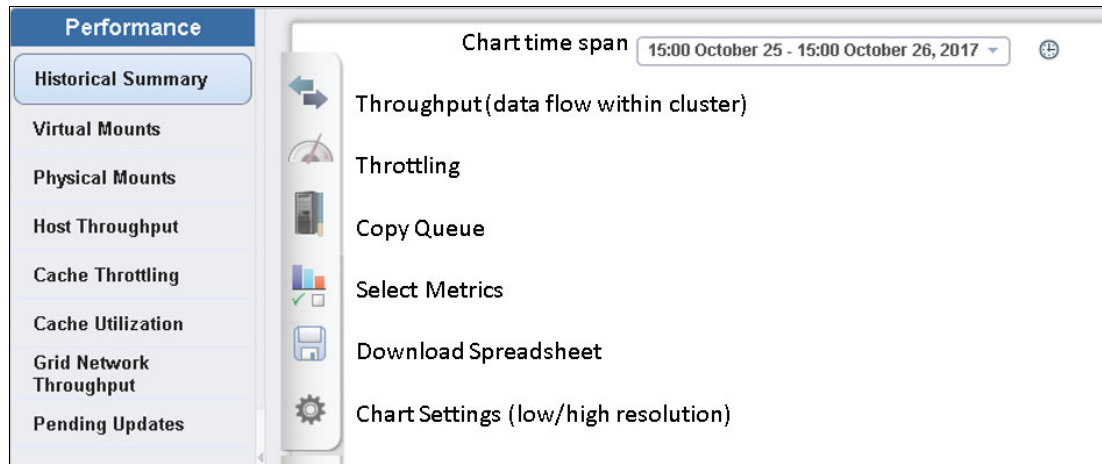 Performance
Historical Summary
Virtual Mounts
Physical Mounts
Host Throughput
Cache Throttling
Cache Utilization
Grid Network
Throughput
Pending Updates
Chart time span 15:00 October 25 - 15:00 October 26, 2017
Throughput (data flow within cluster)
Throttling
Copy Queue
Select Metrics
Download Spreadsheet
Chart Settings (low/high resolution)